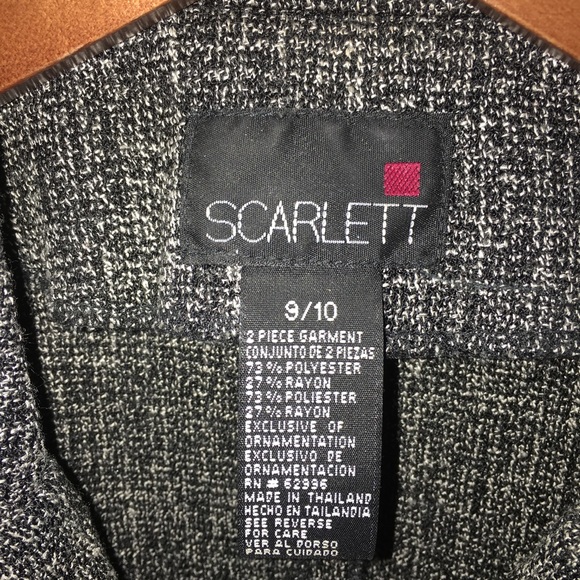 SCARLETT
9/10
2 PIECE GARMENT
CONJUNTO DE 2 PIEZAS
73% POLYESTER
27% RAYON
73% POLIESTER
27% RAYON
EXCLUSIVE OF
ORNAMENTATION
EXCLUSIVO DE
ORNAMENTACION
RN # 62996
MADE IN THAILAND
HECHO EN TAILANDIA
SEE REVERSE
FOR CARE
VER AL DORSO
PARA CUIDADO